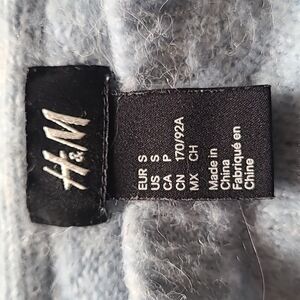 H&M
EUR S
US S
CA P
CN 170/92A
MX CH
Made in
China
Fabriqué en
Chine